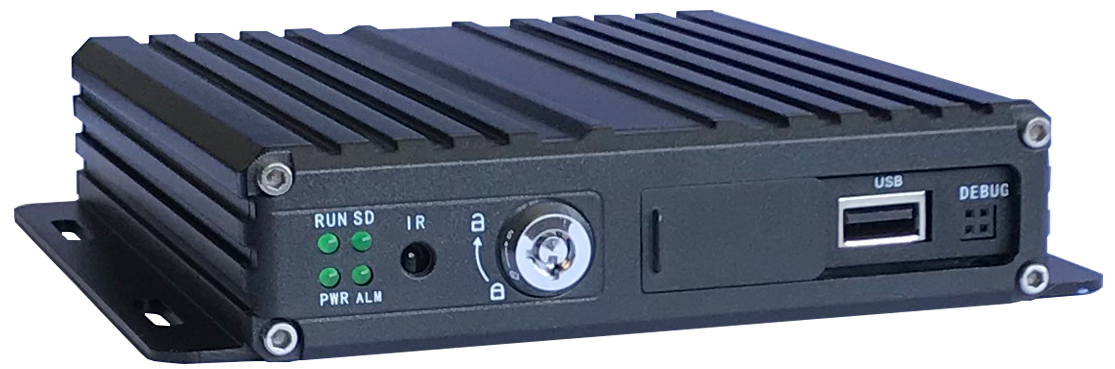 RUN SD
IR
PWR ALM
USB
DEBUG